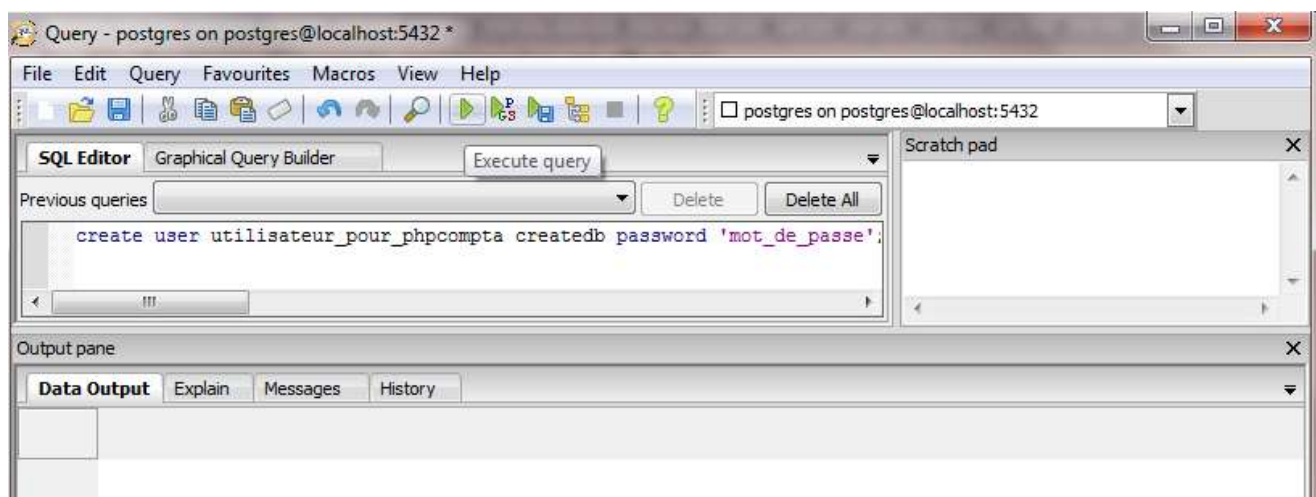 Query - postgres on postgres@localhost:5432 *
File Edit Query Favourites Macros View Help
postgres on postgres@localhost:5432
SQL Editor Graphical Query Builder
Execute query
Scratch pad
Previous queries
Delete Delete All
create user utilisateur_pour_phpcompta createdb password 'mot_de_passe';
Output pane
Data Output Explain Messages History